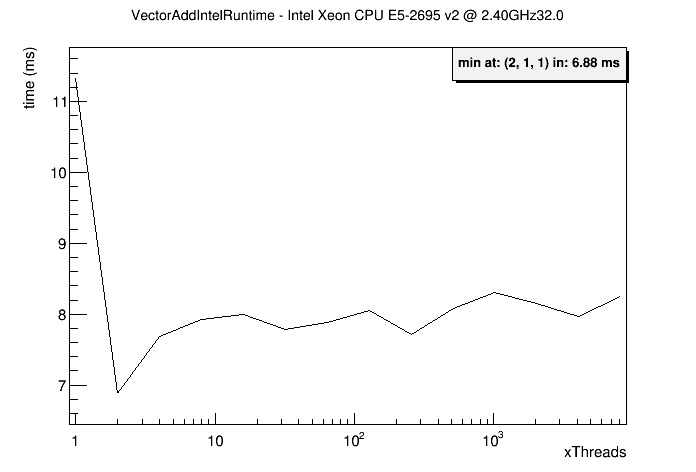 VectorAddIntelRuntime - Intel Xeon CPU E5-2695 v2 @ 2.40GHz32.0
min at: (2, 1, 1) in: 6.88 ms
time (ms)
11
10
9
8
7
1 10 10² 10³
xThreads